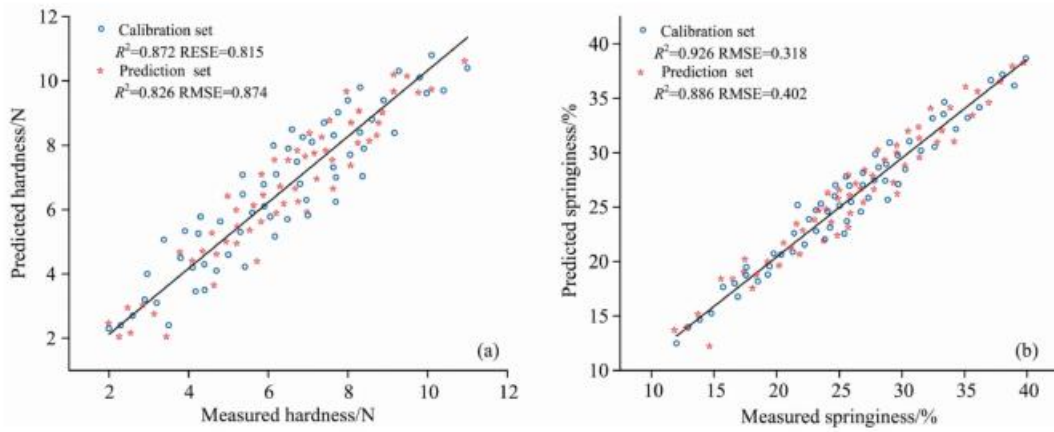 12
10
8
6
4
2
2
4
6
8
10
12
Predicted hardness/N
Measured hardness/N
Calibration set
R²=0.872 RESE=0.815
Prediction set
R²=0.826 RMSE=0.874
(a)
40
35
30
25
20
15
10
10
15
20
25
30
35
40
Predicted springiness/%
Measured springiness/%
Calibration set
R²=0.926 RMSE=0.318
Prediction set
R²=0.886 RMSE=0.402
(b)